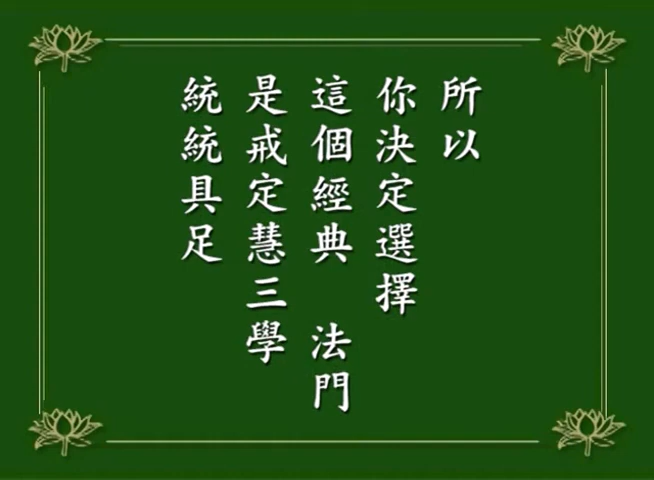 所以
你決定選擇
這個經典 法門
是戒定慧三學
統統具足